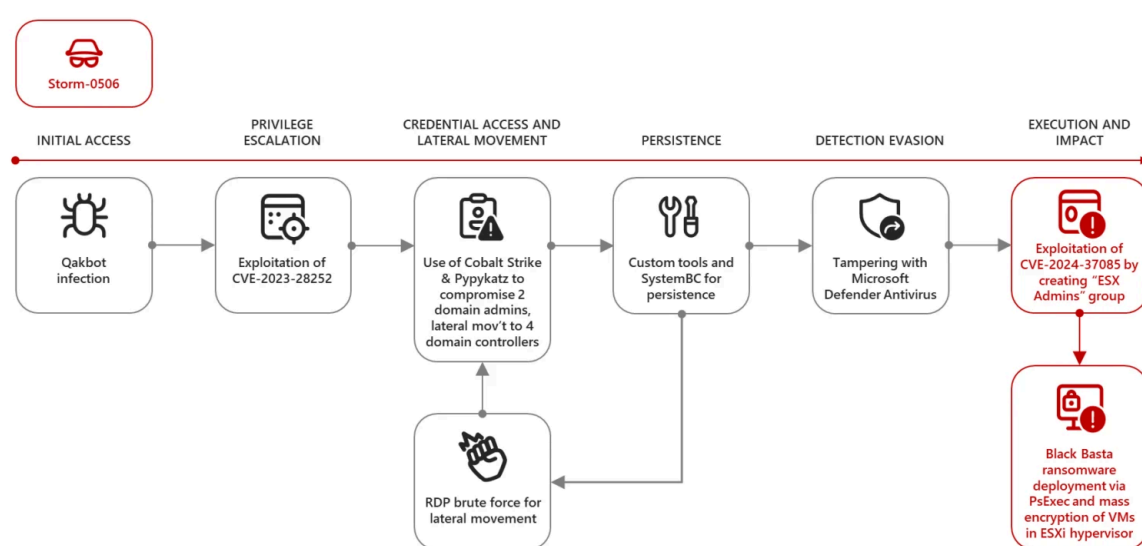 Storm-0506
INITIAL ACCESS
PRIVILEGE
ESCALATION
CREDENTIAL ACCESS AND
LATERAL MOVEMENT
PERSISTENCE
DETECTION EVASION
EXECUTION AND
IMPACT
Qakbot
infection
Exploitation of
CVE-2023-28252
Use of Cobalt Strike
& Pypykatz to
compromise 2
domain admins,
lateral mov't to 4
domain controllers
Custom tools and
SystemBC for
persistence
Tampering with
Microsoft
Defender Antivirus
Exploitation of
CVE-2024-37085 by
creating “ESX
Admins” group
RDP brute force for
lateral movement
Black Basta
ransomware
deployment via
PsExec and mass
encryption of VMs
in ESXi hypervisor